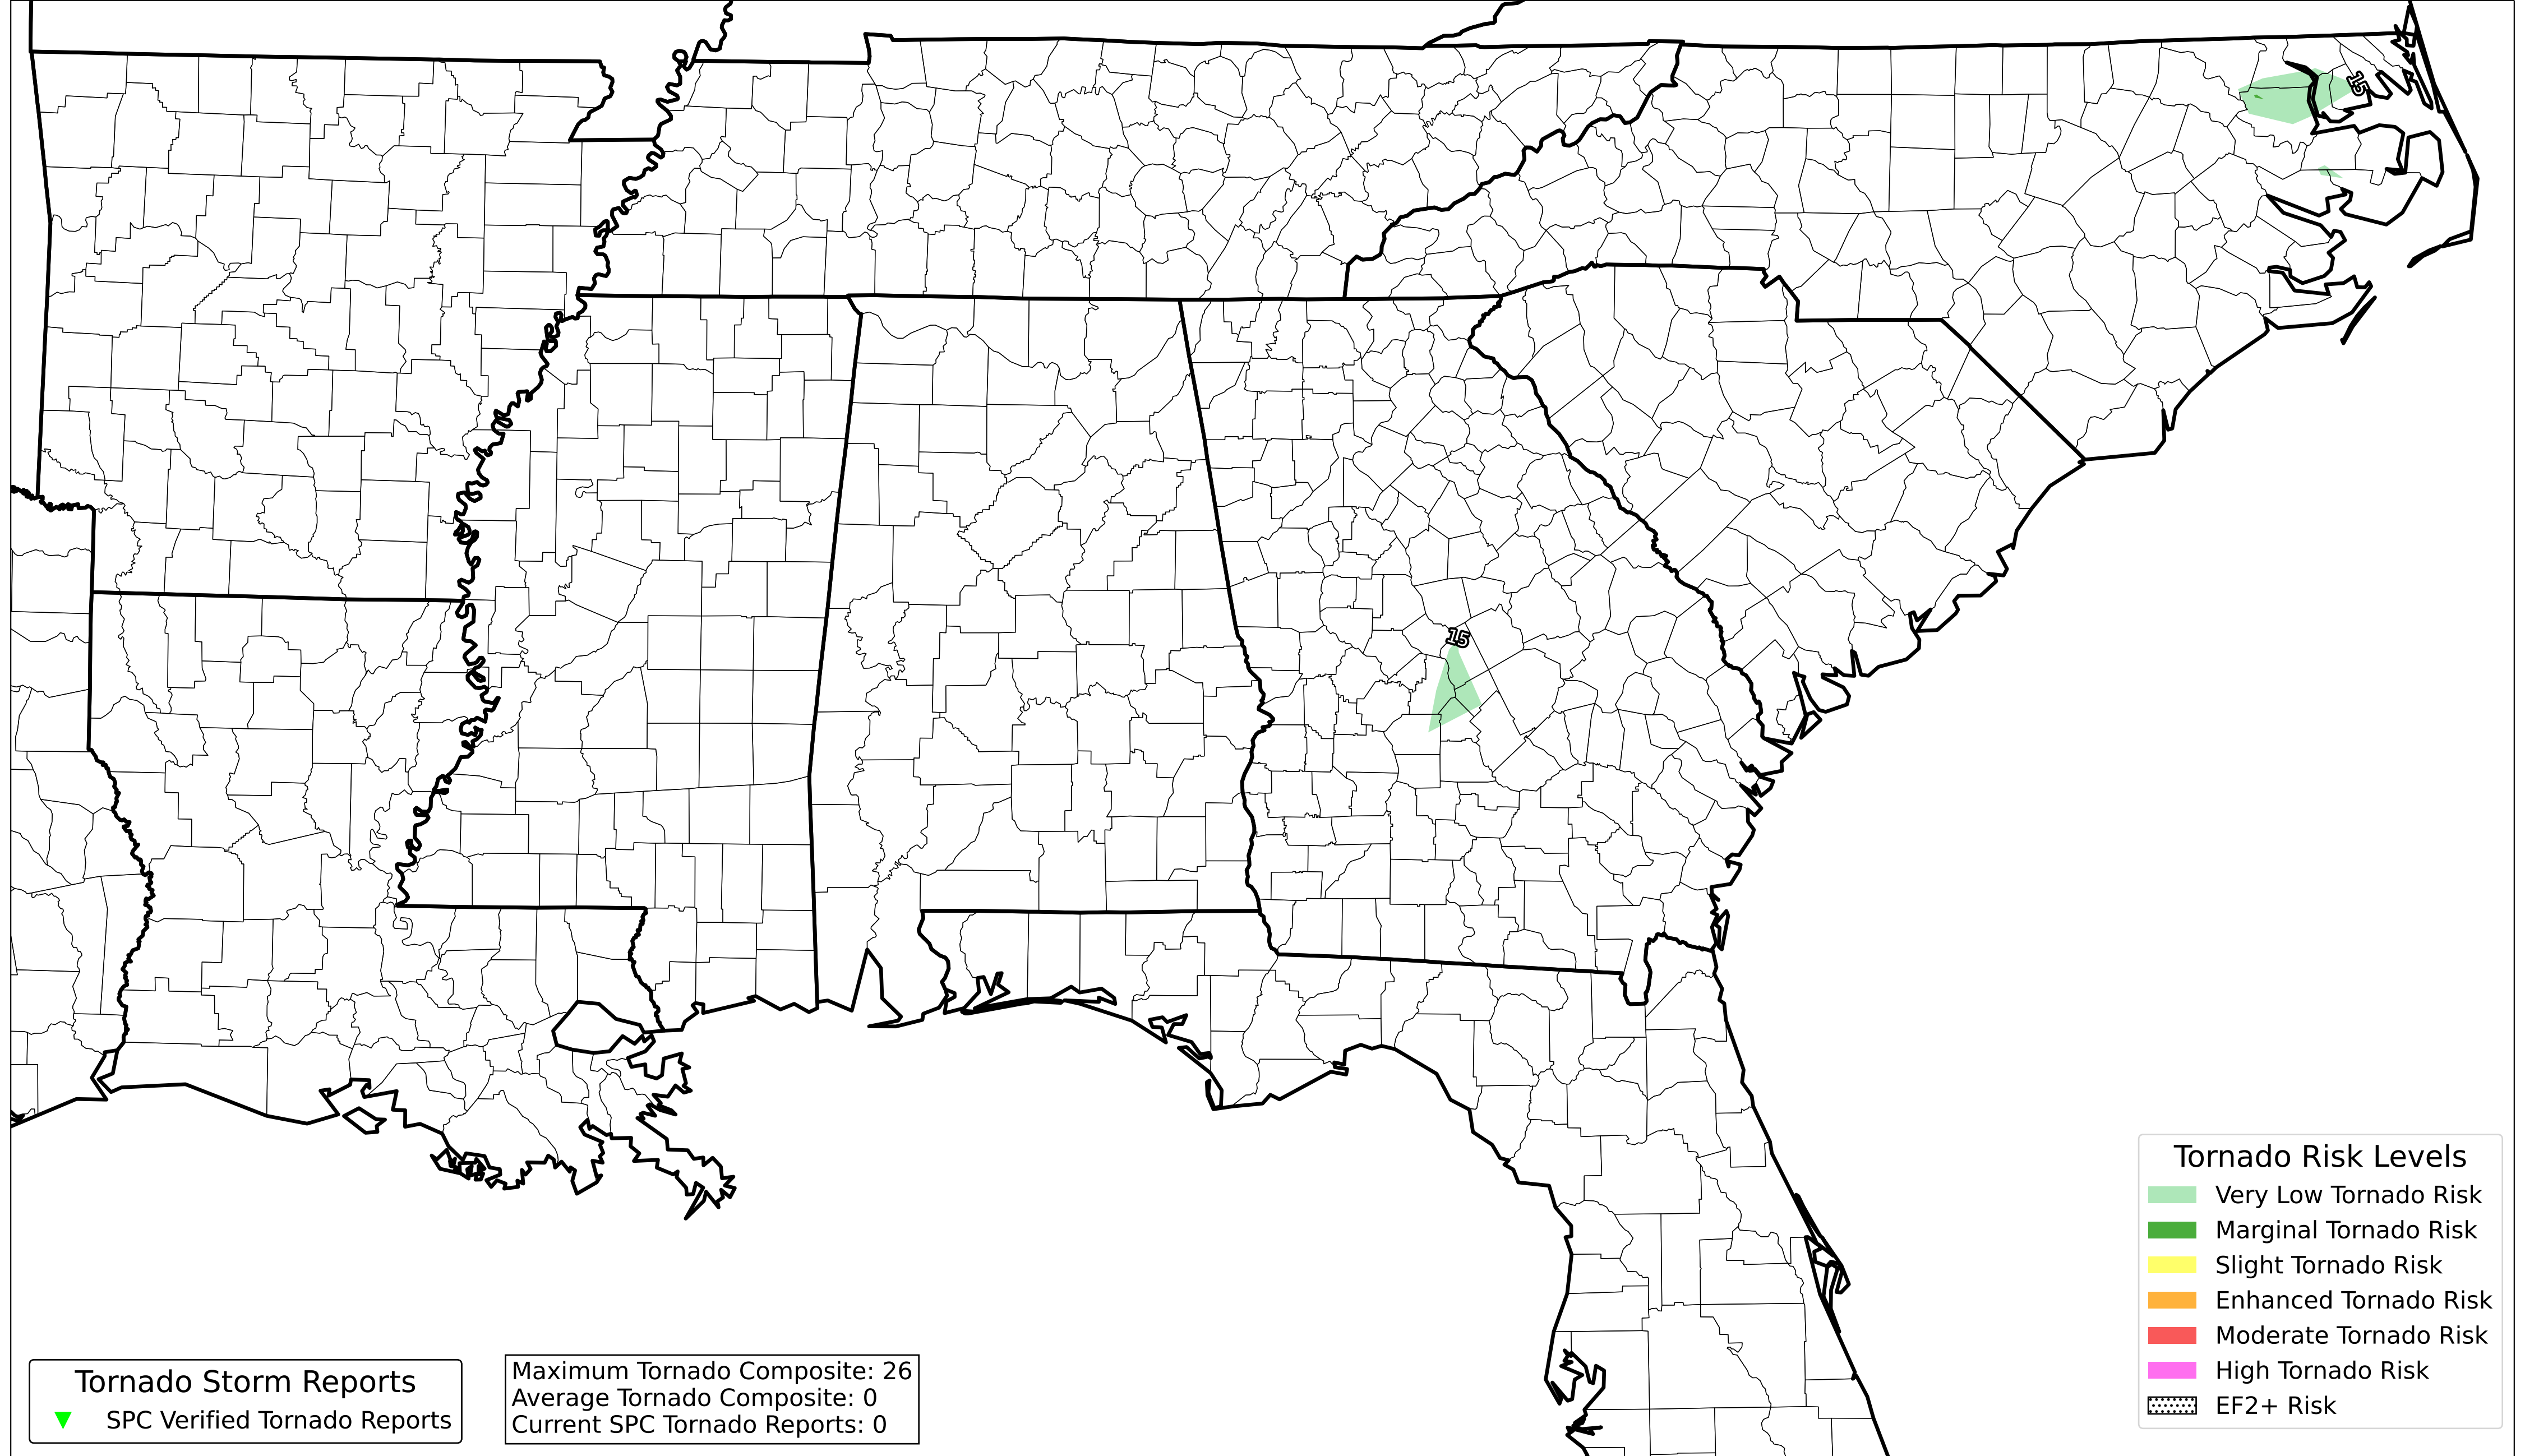 15
15
Tornado Risk Levels
Very Low Tornado Risk
Marginal Tornado Risk
Slight Tornado Risk
Enhanced Tornado Risk
Moderate Tornado Risk
High Tornado Risk
EF2+ Risk
Tornado Storm Reports
SPC Verified Tornado Reports
Maximum Tornado Composite: 26
Average Tornado Composite: 0
Current SPC Tornado Reports: 0